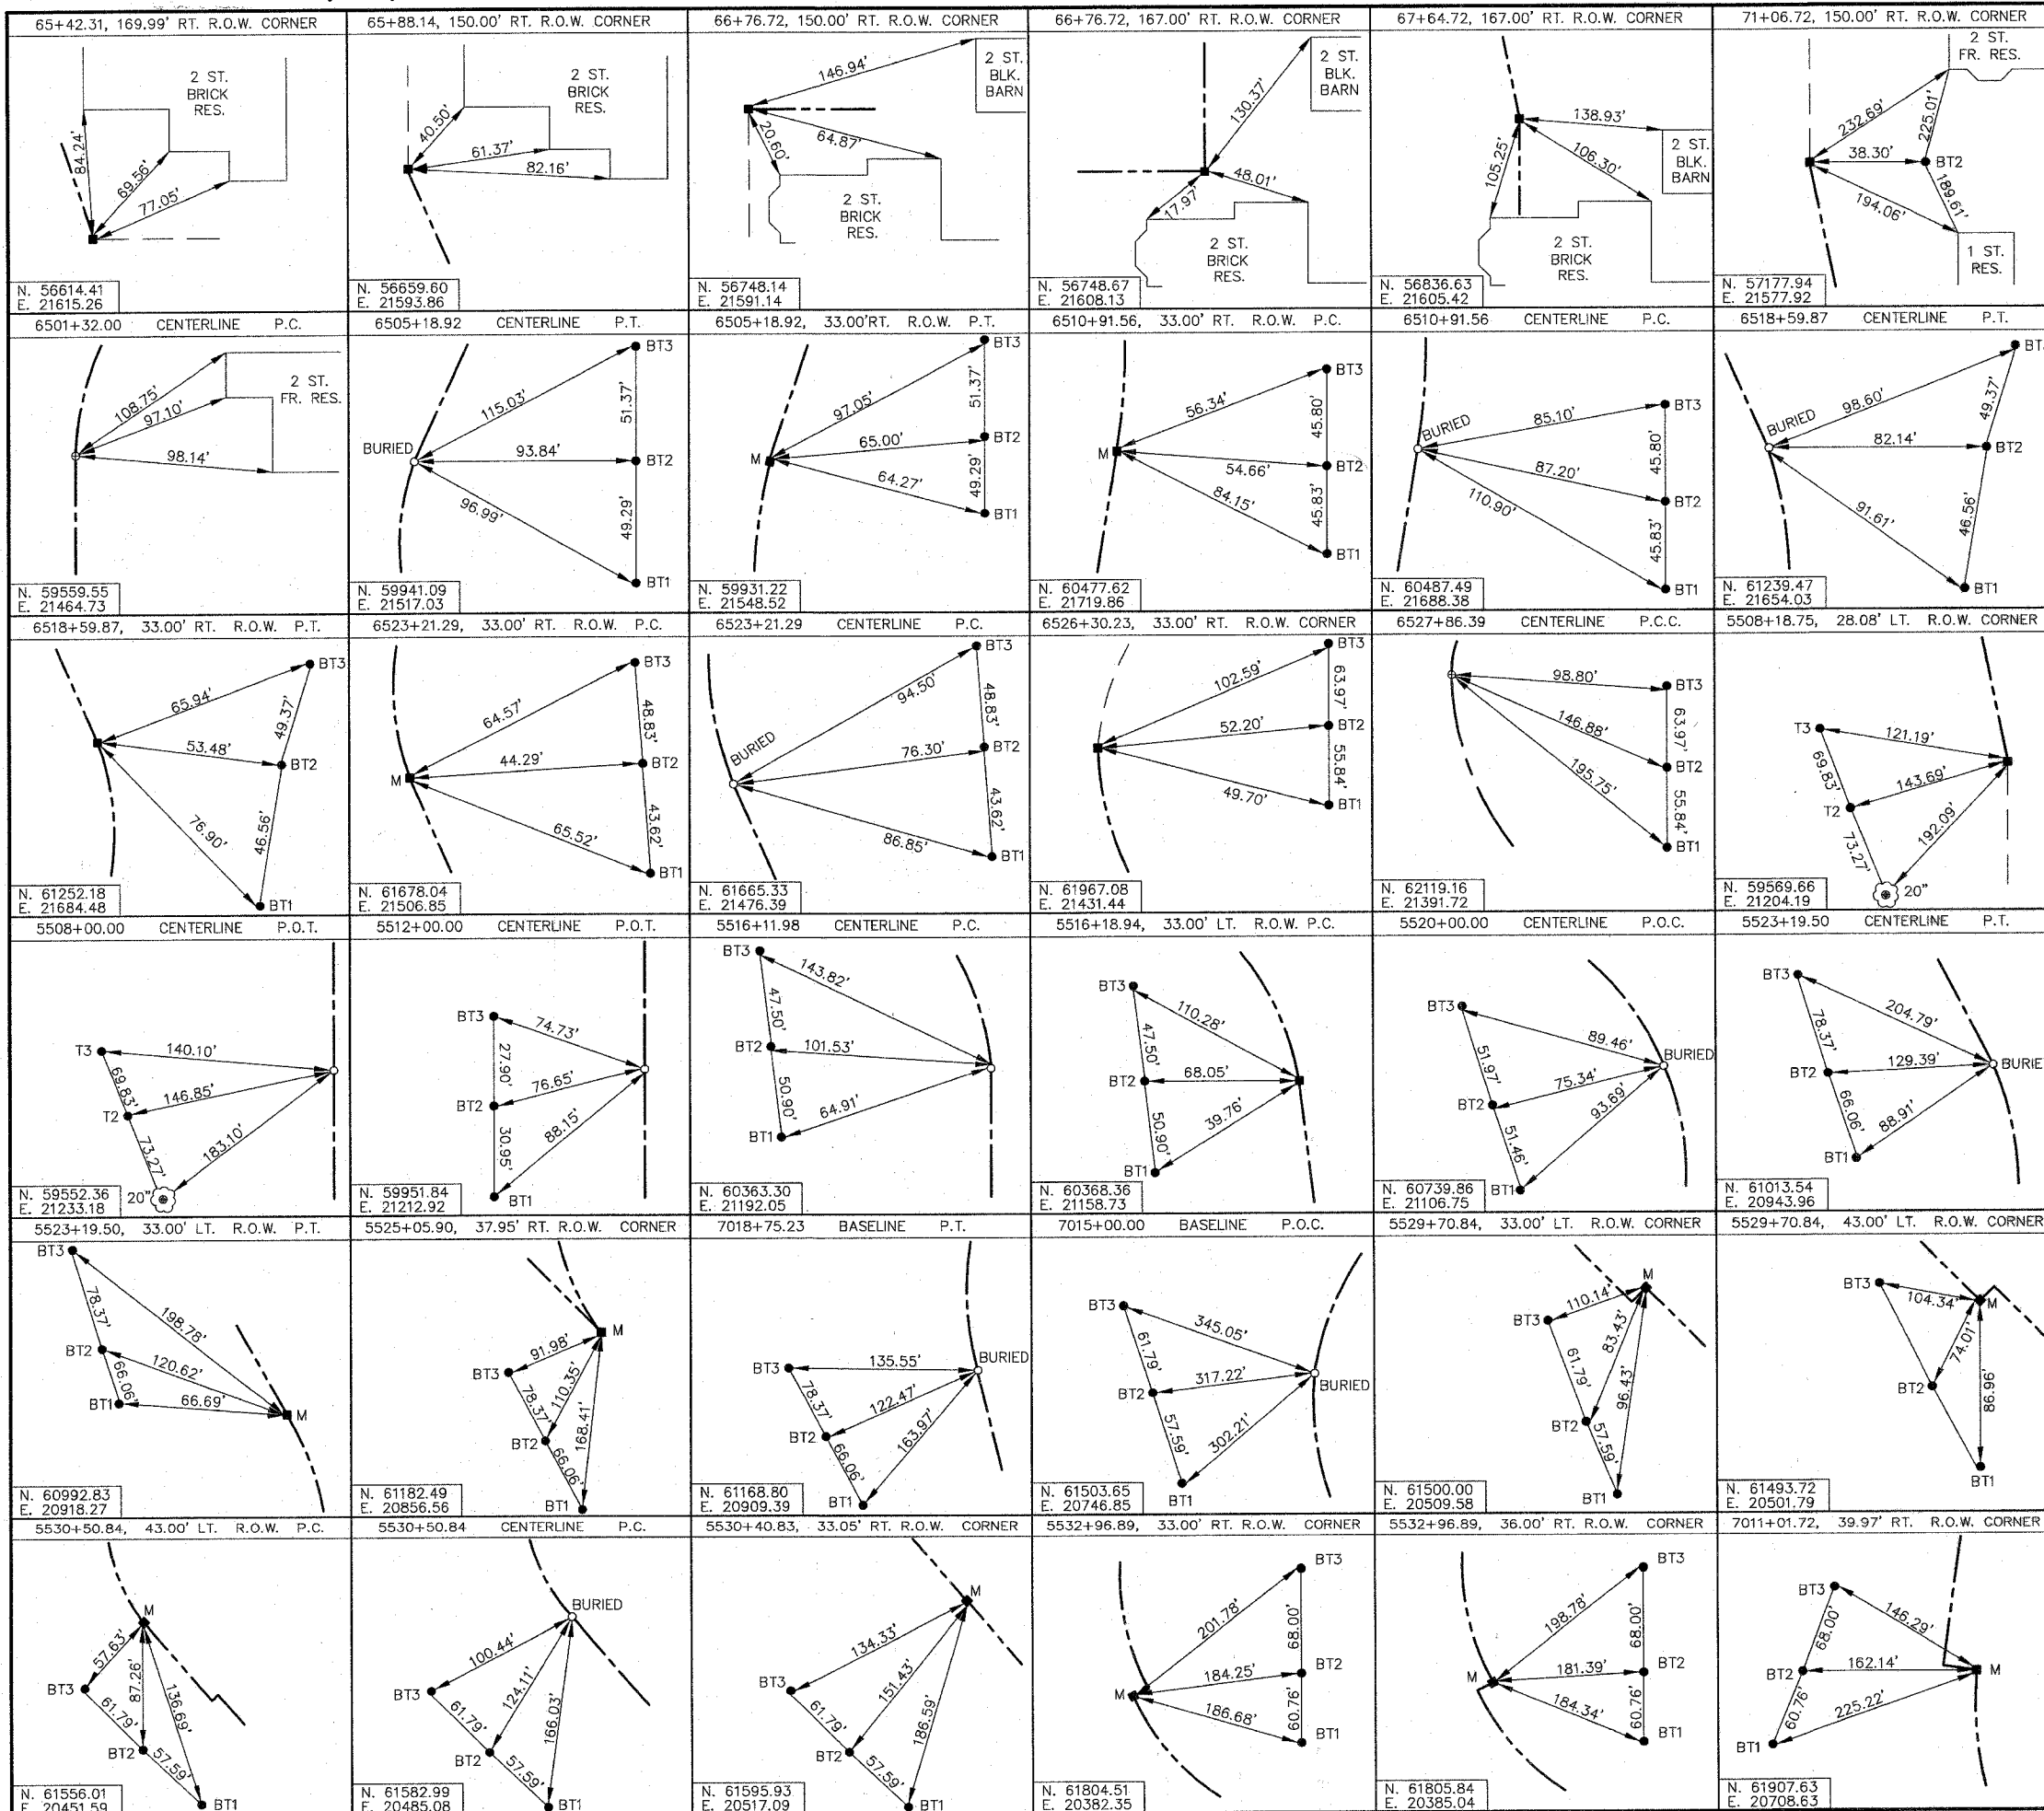 65+42.31, 169.99' RT. R.O.W. CORNER
2 ST.
BRICK
RES.
84.24'
69.56'
77.05'
N. 56614.41
E. 21615.26
65+88.14, 150.00' RT. R.O.W. CORNER
2 ST.
BRICK
RES.
40.50'
61.37'
82.16'
N. 56659.60
E. 21593.86
66+76.72, 150.00' RT. R.O.W. CORNER
146.94'
2 ST.
BLK.
BARN
20.60'
64.87'
2 ST.
BRICK
RES.
N. 56748.14
E. 21591.14
66+76.72, 167.00' RT. R.O.W. CORNER
130.37'
2 ST.
BLK.
BARN
48.01'
17.97'
2 ST.
BRICK
RES.
N. 56748.67
E. 21608.13
67+64.72, 167.00' RT. R.O.W. CORNER
138.93'
105.25'
106.30'
2 ST.
BLK.
BARN
2 ST.
BRICK
RES.
N. 56836.63
E. 21605.42
71+06.72, 150.00' RT. R.O.W. CORNER
2 ST.
FR. RES.
232.69'
225.01'
38.30'
BT2
189.61'
194.06'
1 ST.
RES.
N. 57177.94
E. 21577.92
6501+32.00 CENTERLINE P.C.
2 ST.
FR. RES.
108.75'
97.10'
98.14'
N. 59559.55
E. 21464.73
6505+18.92 CENTERLINE P.T.
BT3
115.03'
51.37'
BURIED
93.84'
BT2
96.99'
49.29'
BT1
N. 59941.09
E. 21517.03
6505+18.92, 33.00'RT. R.O.W. P.T.
BT3
97.05'
51.37'
M
65.00'
BT2
64.27'
49.29'
BT1
N. 59931.22
E. 21548.52
6510+91.56, 33.00' RT. R.O.W. P.C.
BT3
56.34'
45.80'
M
54.66'
BT2
84.15'
45.83'
BT1
N. 60477.62
E. 21719.86
6510+91.56 CENTERLINE P.C.
BT3
BURIED
85.10'
45.80'
87.20'
BT2
110.90'
45.83'
BT1
N. 60487.49
E. 21688.38
6518+59.87 CENTERLINE P.T.
98.60'
49.37'
BURIED
82.14'
BT2
91.61'
46.56'
BT1
N. 61239.47
E. 21654.03
6518+59.87, 33.00' RT. R.O.W. P.T.
BT3
65.94'
49.37'
53.48'
BT2
76.90'
46.56'
BT1
N. 61252.18
E. 21684.48
6523+21.29, 33.00' RT. R.O.W. P.C.
BT3
64.57'
48.83'
M
44.29'
BT2
65.52'
43.62'
BT1
N. 61678.04
E. 21506.85
6523+21.29 CENTERLINE P.C.
BT3
94.50'
48.83'
BURIED
76.30'
BT2
86.85'
43.62'
BT1
N. 61665.33
E. 21476.39
6526+30.23, 33.00' RT. R.O.W. CORNER
BT3
102.59'
63.97'
52.20'
BT2
49.70'
55.84'
BT1
N. 61967.08
E. 21431.44
6527+86.39 CENTERLINE P.C.C.
98.80'
BT3
146.88'
63.97'
BT2
195.75'
55.84'
BT1
N. 62119.16
E. 21391.72
5508+18.75, 28.08' LT. R.O.W. CORNER
T3
121.19'
69.83'
143.69'
T2
192.09'
73.27'
20"
N. 59569.66
E. 21204.19
5508+00.00 CENTERLINE P.O.T.
T3
140.10'
69.83'
146.85'
T2
183.10'
73.27'
20"
N. 59552.36
E. 21233.18
5512+00.00 CENTERLINE P.O.T.
BT3
74.73'
27.90'
76.65'
BT2
88.15'
30.95'
BT1
N. 59951.84
E. 21212.92
5516+11.98 CENTERLINE P.C.
BT3
143.82'
47.50'
BT2
101.53'
50.90'
64.91'
BT1
N. 60363.30
E. 21192.05
5516+18.94, 33.00' LT. R.O.W. P.C.
BT3
110.28'
47.50'
BT2
68.05'
50.90'
39.76'
BT1
N. 60368.36
E. 21158.73
5520+00.00 CENTERLINE P.O.C.
BT3
89.46'
BURIED
51.97'
75.34'
BT2
93.69'
51.46'
BT1
N. 60739.86
E. 21106.75
5523+19.50 CENTERLINE P.T.
BT3
204.79'
78.37'
129.39'
BT2
66.06'
88.91'
BT1
N. 61013.54
E. 20943.96
5523+19.50, 33.00' LT. R.O.W. P.T.
BT3
78.37'
198.78'
BT2
120.62'
66.06'
BT1
66.69'
M
N. 60992.83
E. 20918.27
5525+05.90, 37.95' RT. R.O.W. CORNER
M
91.98'
BT3
110.35'
78.37'
168.41'
BT2
66.06'
BT1
N. 61182.49
E. 20856.56
7018+75.23 BASELINE P.T.
BT3
135.55'
BURIED
122.47'
78.37'
163.97'
BT2
66.06'
BT1
N. 61168.80
E. 20909.39
7015+00.00 BASELINE P.O.C.
BT3
345.05'
61.79'
317.22'
BURIED
BT2
57.59'
302.21'
BT1
N. 61503.65
E. 20746.85
5529+70.84, 33.00' LT. R.O.W. CORNER
M
110.14'
BT3
83.43'
61.79'
96.43'
BT2
57.59'
BT1
N. 61500.00
E. 20509.58
5529+70.84, 43.00' LT. R.O.W. CORNER
BT3
104.34'
M
74.01'
BT2
86.96'
BT1
N. 61493.72
E. 20501.79
5530+50.84, 43.00' LT. R.O.W. P.C.
M
57.63'
BT3
87.26'
136.69'
61.79'
BT2
57.59'
BT1
N. 61556.01
E. 20451.59
5530+50.84 CENTERLINE P.C.
BURIED
100.44'
BT3
124.11'
61.79'
166.03'
BT2
57.59'
BT1
N. 61582.99
E. 20485.08
5530+40.83, 33.05' RT. R.O.W. CORNER
M
134.33'
BT3
151.43'
61.79'
186.59'
BT2
57.59'
BT1
N. 61595.93
E. 20517.09
5532+96.89, 33.00' RT. R.O.W. CORNER
BT3
201.78'
68.00'
184.25'
BT2
M
186.68'
60.76'
BT1
N. 61804.51
E. 20382.35
5532+96.89, 36.00' RT. R.O.W. CORNER
BT3
198.78'
68.00'
M
181.39'
BT2
184.34'
60.76'
BT1
N. 61805.84
E. 20385.04
7011+01.72, 39.97' RT. R.O.W. CORNER
BT3
146.29'
68.00'
BT2
162.14'
M
60.76'
225.22'
BT1
N. 61907.63
E. 20708.63